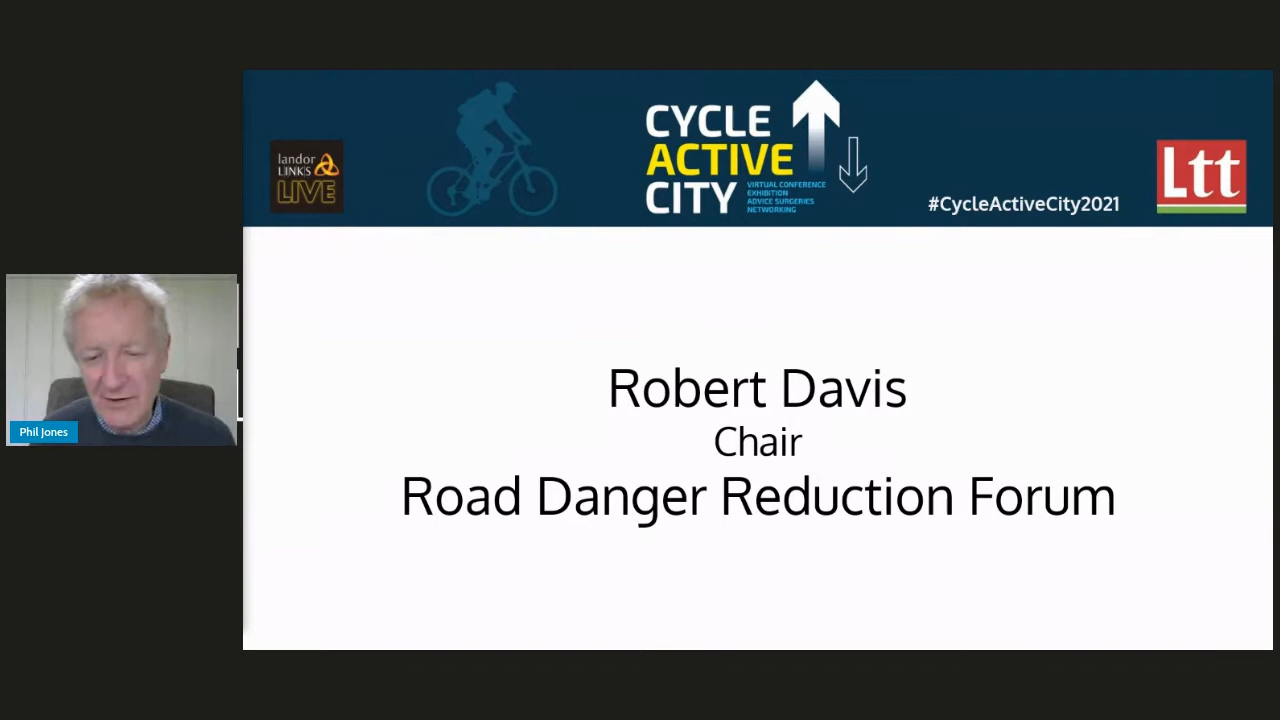 landor
LINKS
LIVE
CYCLE
ACTIVE
CITY
VIRTUAL CONFERENCE
EXHIBITION
ADVICE SURGERIES
NETWORKING
#CycleActiveCity2021
Ltt
Phil Jones
Robert Davis
Chair
Road Danger Reduction Forum